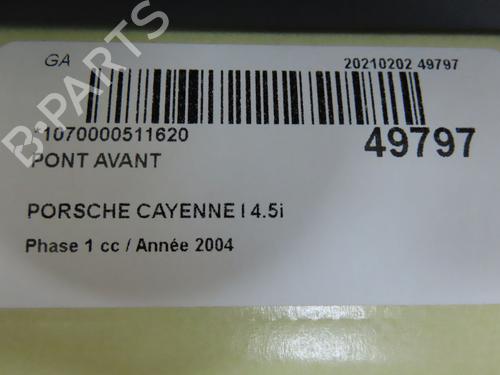 GA
20210202 49797
*1070000511620
49797
PONT AVANT
PORSCHE CAYENNE I 4.5i
Phase 1 cc / Année 2004
B-PARTS